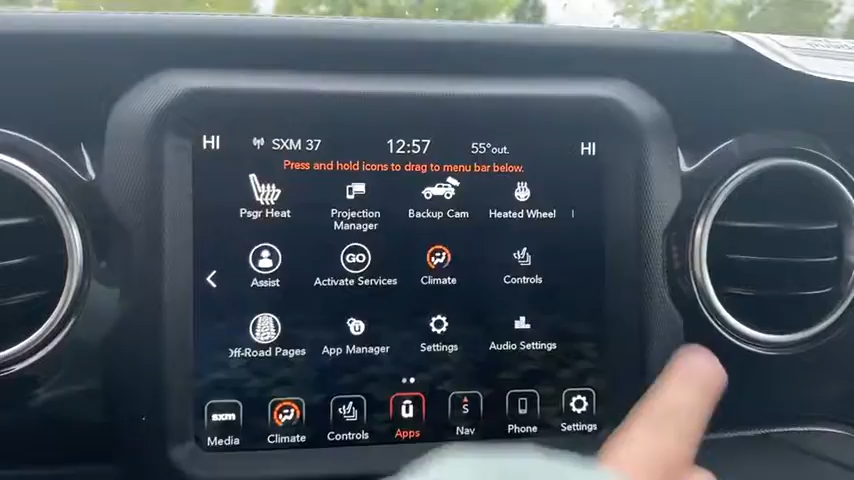 HI SXM 37 12:57 55°out. HI
Press and hold icons to drag to menu bar below.
Psgr Heat Projection Manager Backup Cam Heated Wheel
Assist GO Activate Services Climate Controls
Off-Road Pages App Manager Settings Audio Settings
sxm û S
Media Climate Controls Apps Nav Phone Settings